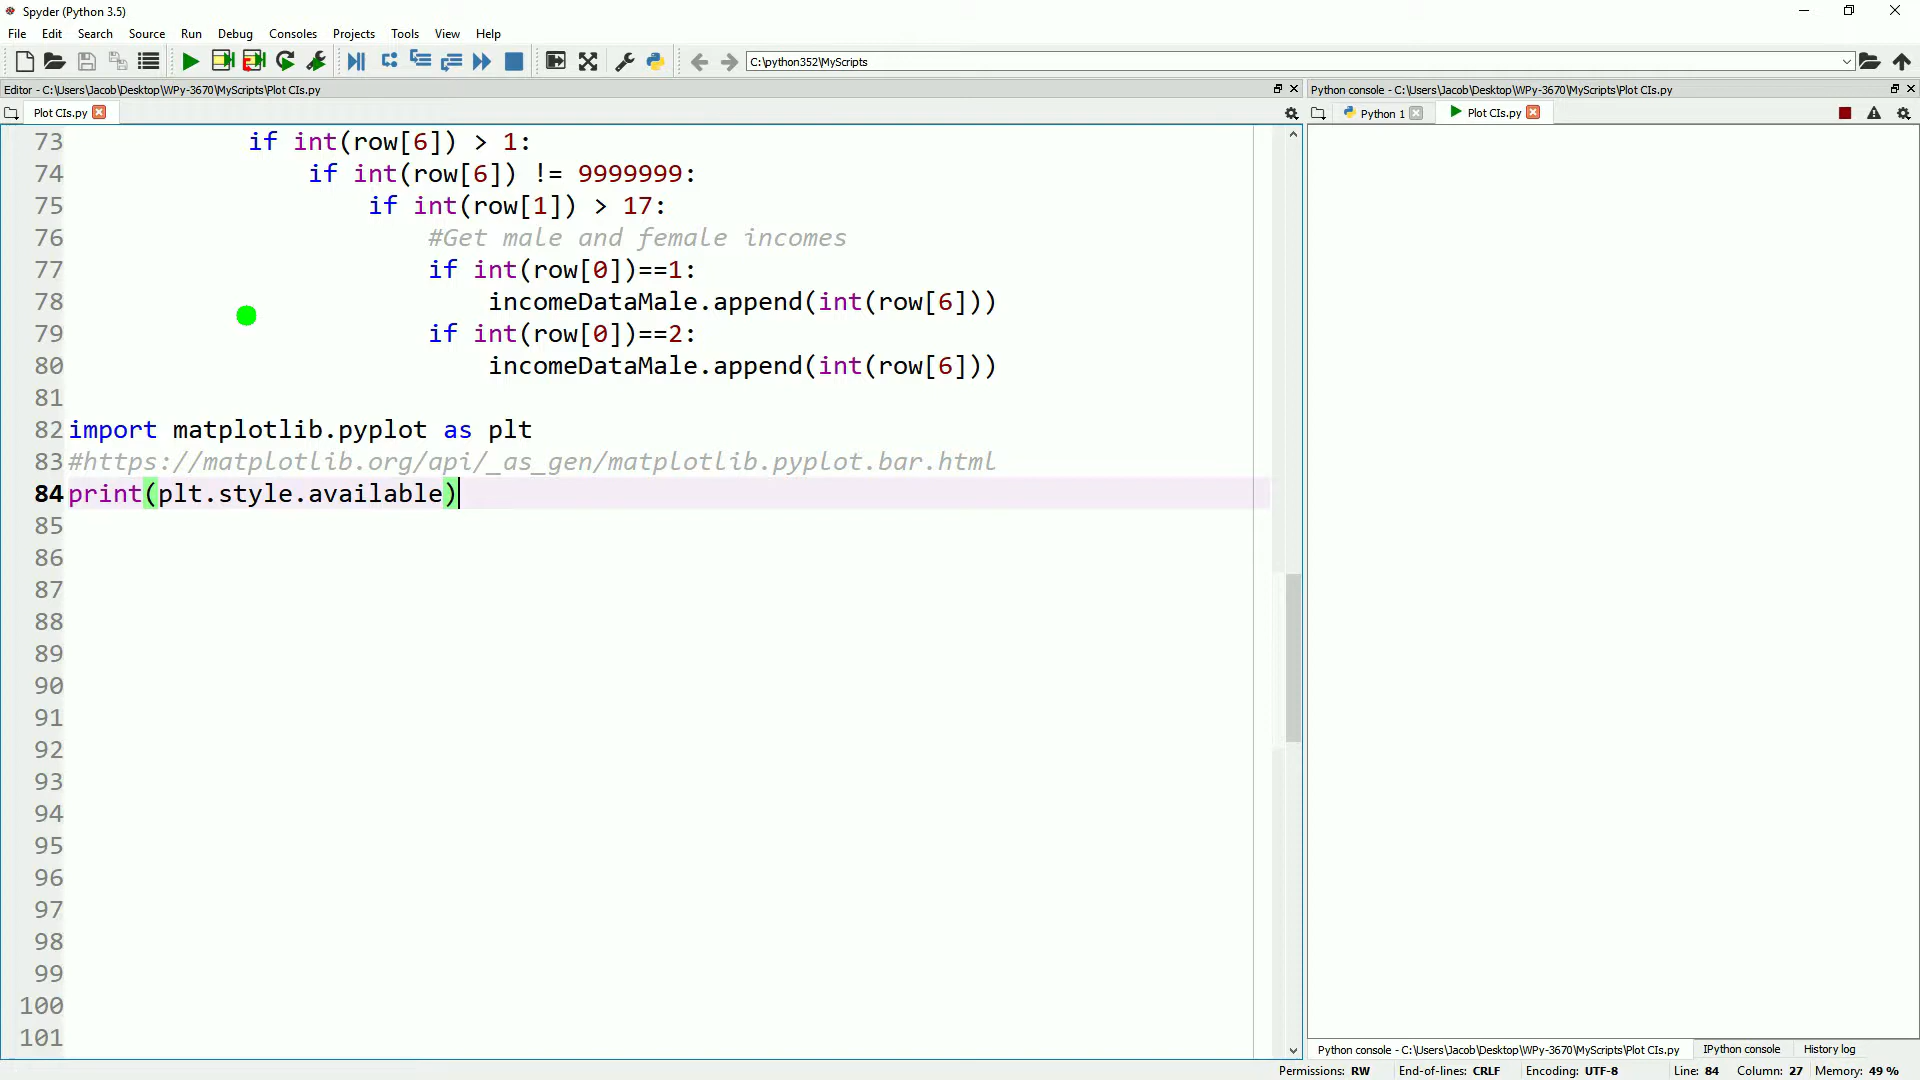 Spyder (Python 3.5)
File Edit Search Source Run Debug Consoles Projects Tools View Help
C:\python352\MyScripts
Editor - C:\Users\Jacob\Desktop\WPy-3670\MyScripts\Plot CIs.py
Python console - C:\Users\Jacob\Desktop\WPy-3670\MyScripts\Plot CIs.py
Plot CIs.py
Python 1 Plot CIs.py
73 if int(row[6]) > 1:
74 if int(row[6]) != 9999999:
75 if int(row[1]) > 17:
76 #Get male and female incomes
77 if int(row[0])==1:
78 incomeDataMale.append(int(row[6]))
79 if int(row[0])==2:
80 incomeDataMale.append(int(row[6]))
81
82 import matplotlib.pyplot as plt
83 #https://matplotlib.org/api/_as_gen/matplotlib.pyplot.bar.html
84 print(plt.style.available)
85
86
87
88
89
90
91
92
93
94
95
96
97
98
99
100
101
Python console - C:\Users\Jacob\Desktop\WPy-3670\MyScripts\Plot CIs.py IPython console History log
Permissions: RW End-of-lines: CRLF Encoding: UTF-8 Line: 84 Column: 27 Memory: 49 %